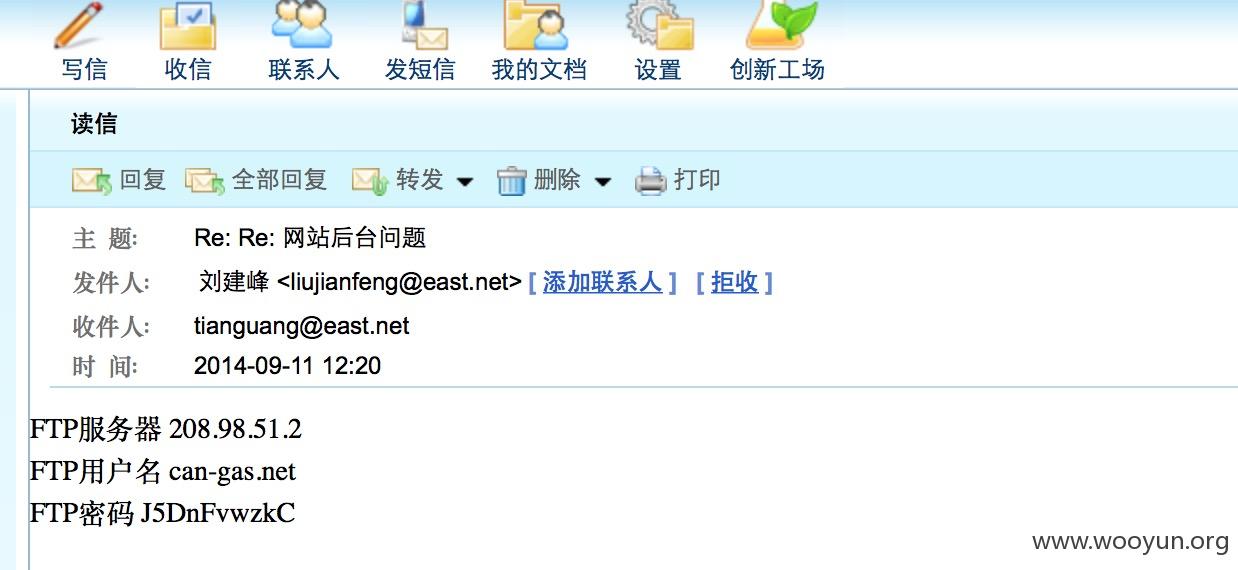 写信 收信 联系人 发短信 我的文档 设置 创新工场
读信
回复 全部回复 转发 删除 打印
主 题: Re: Re: 网站后台问题
发件人: 刘建峰 <liujianfeng@east.net> [ 添加联系人 ] [ 拒收 ]
收件人: tianguang@east.net
时 间: 2014-09-11 12:20
FTP服务器 208.98.51.2
FTP用户名 can-gas.net
FTP密码 J5DnFvwzkC
www.wooyun.org